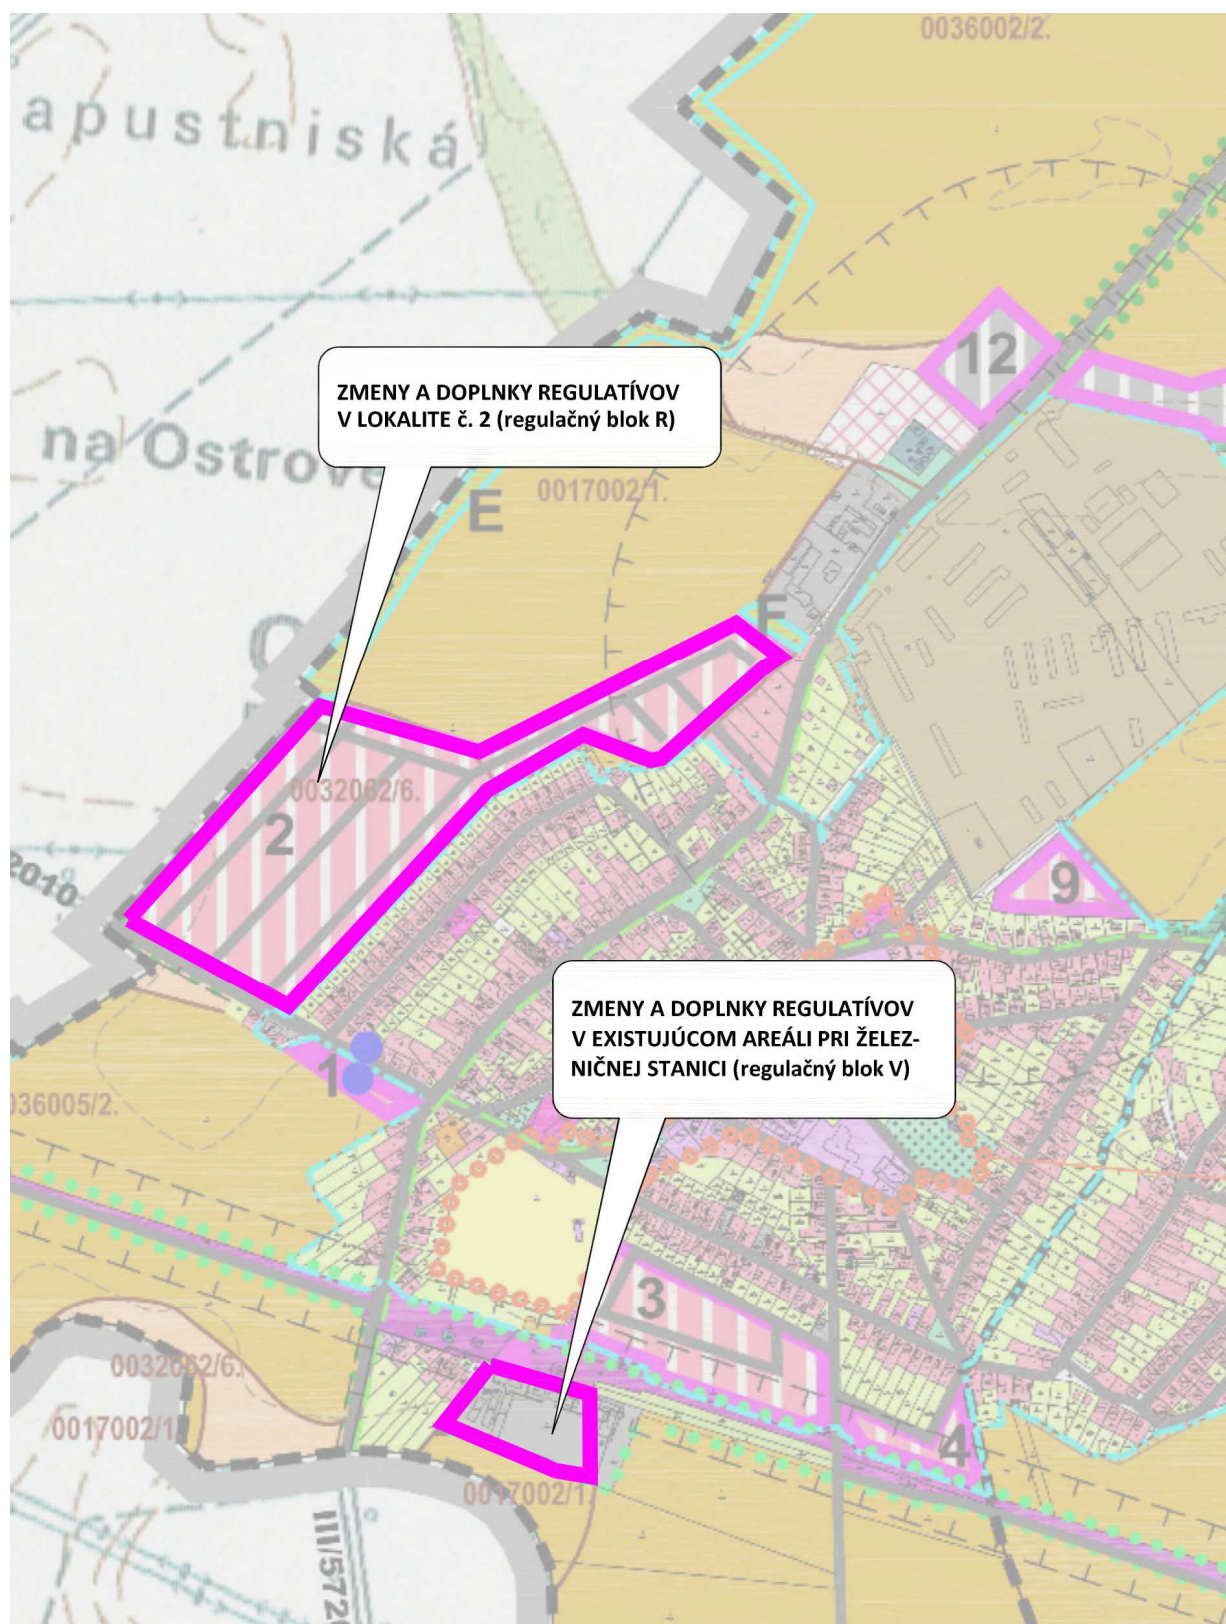 0036002/2.
apustniská
12
ZMENY A DOPLNKY REGULATÍVOV
V LOKALITE č. 2 (regulačný blok R)
na Ostrove
E
0017002/1.
F
0032062/6.
2
2010
9
ZMENY A DOPLNKY REGULATÍVOV
V EXISTUJÚCOM AREÁLI PRI ŽELEZ-
NIČNEJ STANICI (regulačný blok V)
1
036005/2.
3
0032062/6.
0017002/1
4
0017002/1.
III/572